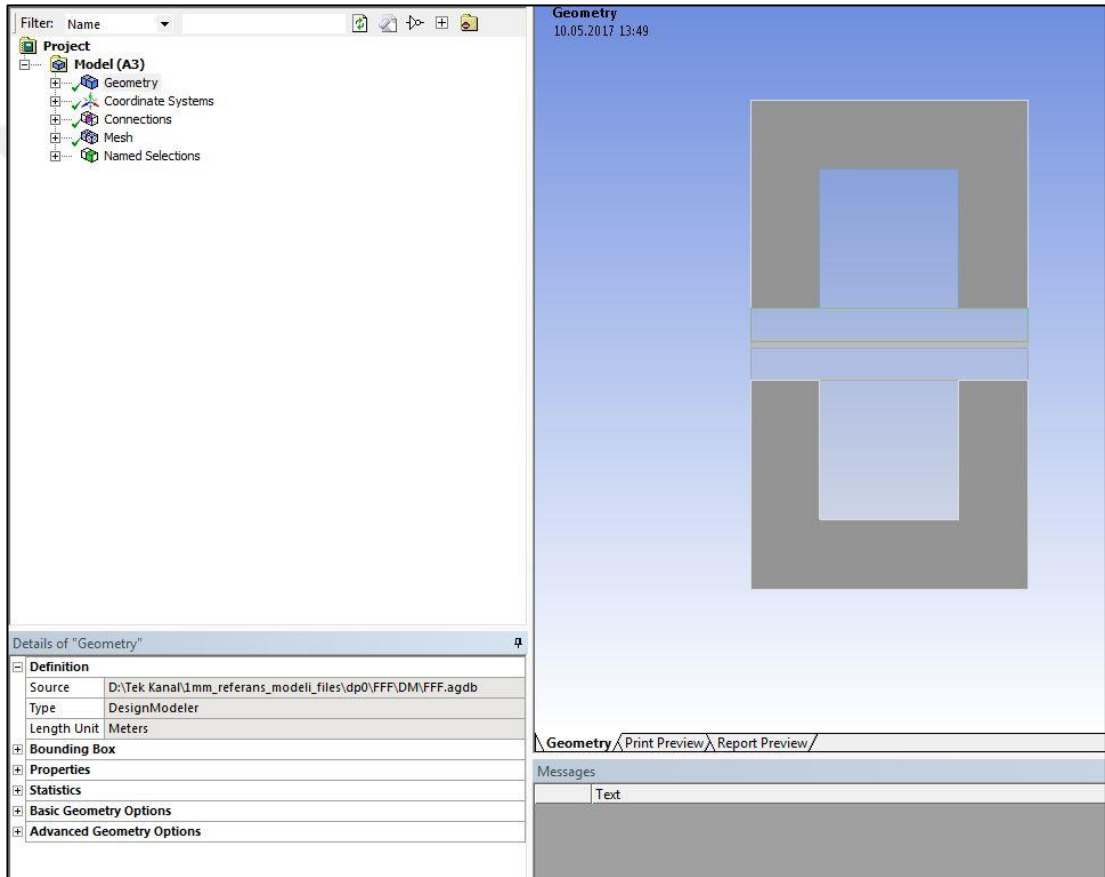 Filter: Name
Project
Model (A3)
Geometry
Coordinate Systems
Connections
Mesh
Named Selections
Details of "Geometry"
Definition
Source D:\Tek Kanal\1mm_referans_modeli_files\dp0\FFF\DM\FFF.agdb
Type DesignModeler
Length Unit Meters
Bounding Box
Properties
Statistics
Basic Geometry Options
Advanced Geometry Options
Geometry
10.05.2017 13:49
Geometry Print Preview Report Preview
Messages
Text